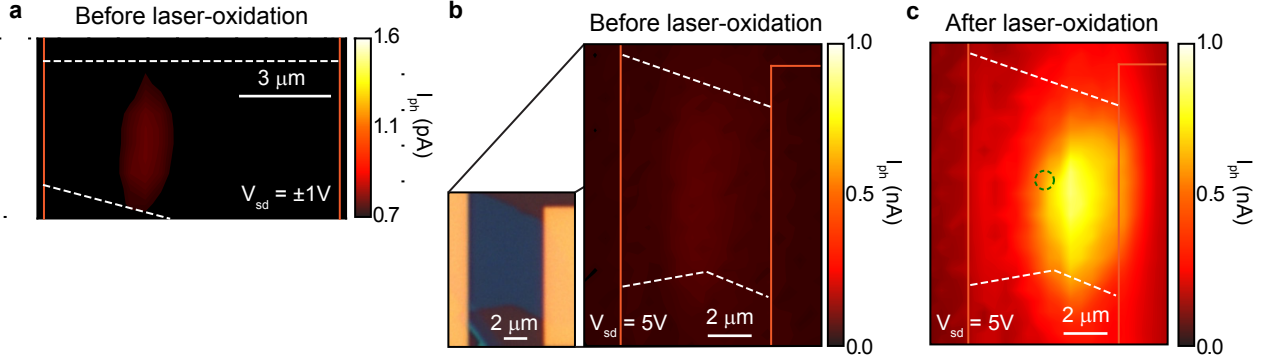 a
Before laser-oxidation
3 μm
V_sd = ±1V
1.6
1.1
0.7
I_ph (pA)
b
Before laser-oxidation
2 μm
V_sd = 5V
2 μm
1.0
0.5
0.0
I_ph (nA)
c
After laser-oxidation
V_sd = 5V
2 μm
1.0
0.5
0.0
I_ph (nA)